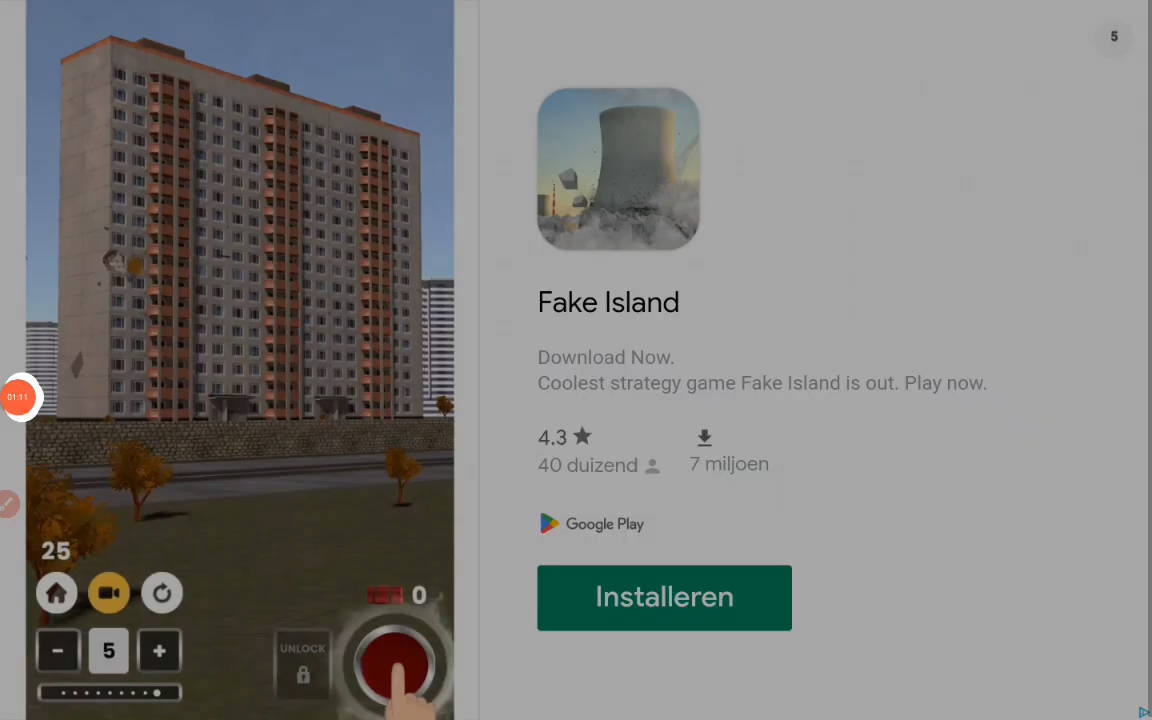 5
Fake Island
Download Now.
Coolest strategy game Fake Island is out. Play now.
4.3
40 duizend
7 miljoen
Google Play
Installeren
01:11
25
0
- 5 +
UNLOCK